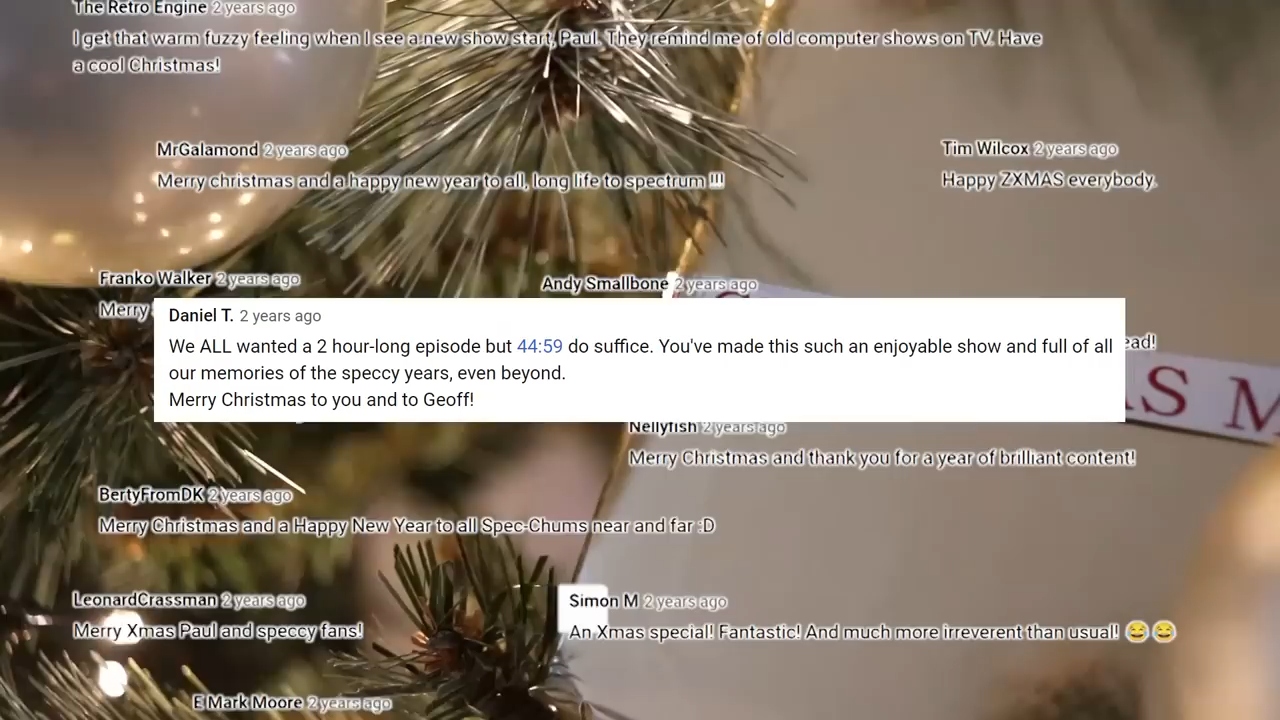 The Retro Engine 2 years ago
I get that warm fuzzy feeling when I see a new show start, Paul. They remind me of old computer shows on TV. Have
a cool Christmas!
MrGalamond 2 years ago
Merry christmas and a happy new year to all, long life to spectrum !!!
Tim Wilcox 2 years ago
Happy ZXMAS everybody.
Franko Walker 2 years ago
Merry
Andy Smallbone 2 years ago
Daniel T. 2 years ago
We ALL wanted a 2 hour-long episode but 44:59 do suffice. You've made this such an enjoyable show and full of all
our memories of the speccy years, even beyond.
Merry Christmas to you and to Geoff!
Nellyfish 2 years ago
Merry Christmas and thank you for a year of brilliant content!
BertyFromDK 2 years ago
Merry Christmas and a Happy New Year to all Spec-Chums near and far :D
LeonardCrassman 2 years ago
Merry Xmas Paul and speccy fans!
Simon M 2 years ago
An Xmas special! Fantastic! And much more irreverent than usual! 😂😂
E Mark Moore 2 years ago